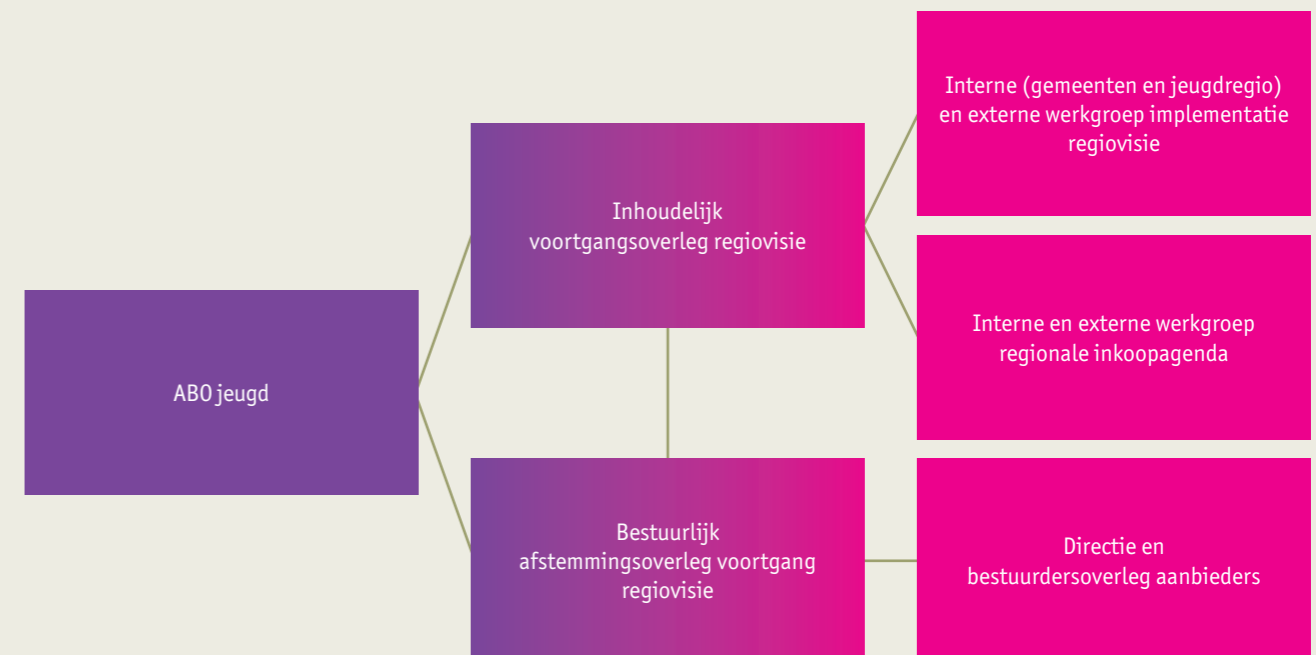 ABO jeugd
Inhoudelijk
voortgangsoverleg regiovisie
Bestuurlijk
afstemmingsoverleg voortgang
regiovisie
Interne (gemeenten en jeugdregio)
en externe werkgroep implementatie
regiovisie
Interne en externe werkgroep
regionale inkoopagenda
Directie en
bestuurdersoverleg aanbieders